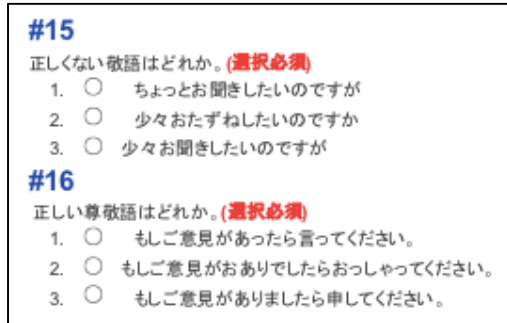 #15
正しくない敬語はどれか。(選択必須)
1. ちょっとお聞きしたいのですが
2. 少々おたずねしたいのですか
3. 少々お聞きしたいのですが
#16
正しい尊敬語はどれか。(選択必須)
1. もしご意見があったら言ってください。
2. もしご意見がおありでしたらおっしゃってください。
3. もしご意見がありましたら申してください。